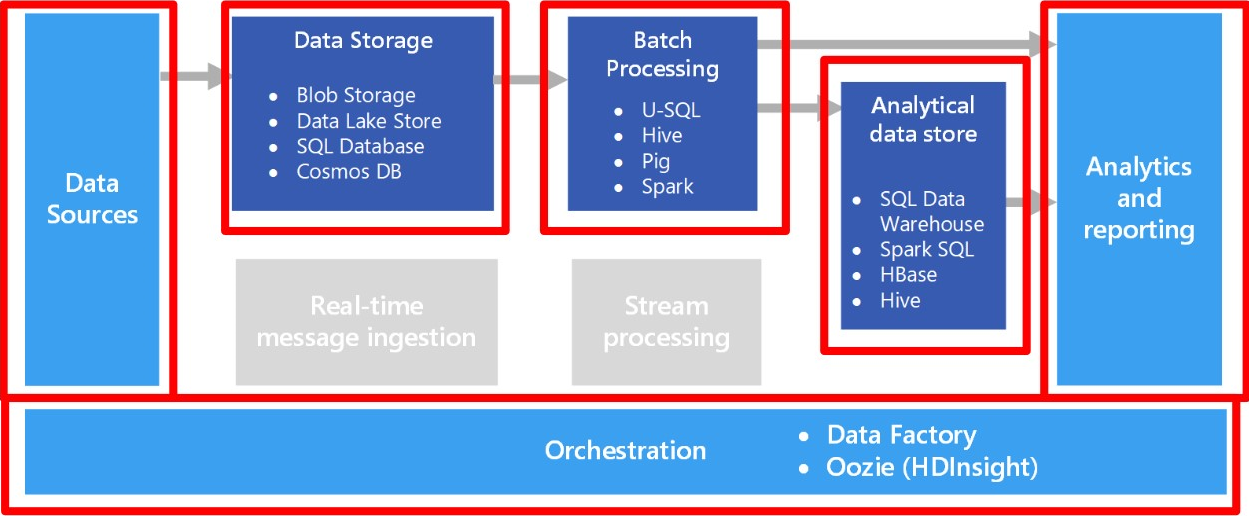 Data
Sources
Data Storage
• Blob Storage
• Data Lake Store
• SQL Database
• Cosmos DB
Batch
Processing
• U-SQL
• Hive
• Pig
• Spark
Analytical
data store
• SQL Data
Warehouse
• Spark SQL
• HBase
• Hive
Analytics
and
reporting
Real-time
message ingestion
Stream
processing
Orchestration
• Data Factory
• Oozie (HDInsight)